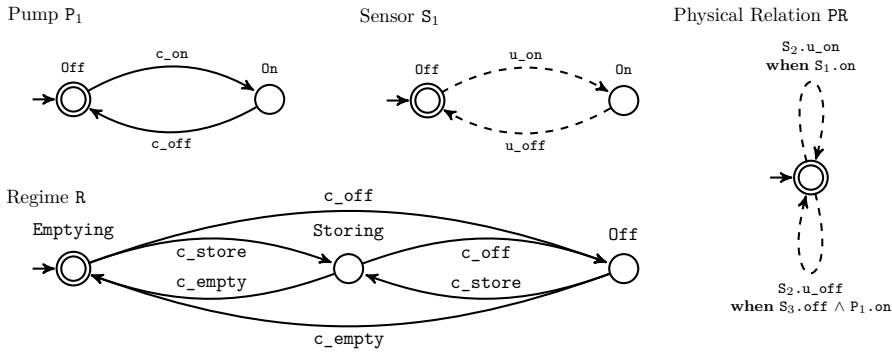 Pump P₁
Off
c_on
On
c_off
Sensor S₁
Off
u_on
On
u_off
Physical Relation PR
S₂.u_on
when S₁.on
S₂.u_off
when S₃.off ∧ P₁.on
Regime R
c_off
Emptying
Storing
Off
c_store
c_off
c_empty
c_store
c_empty